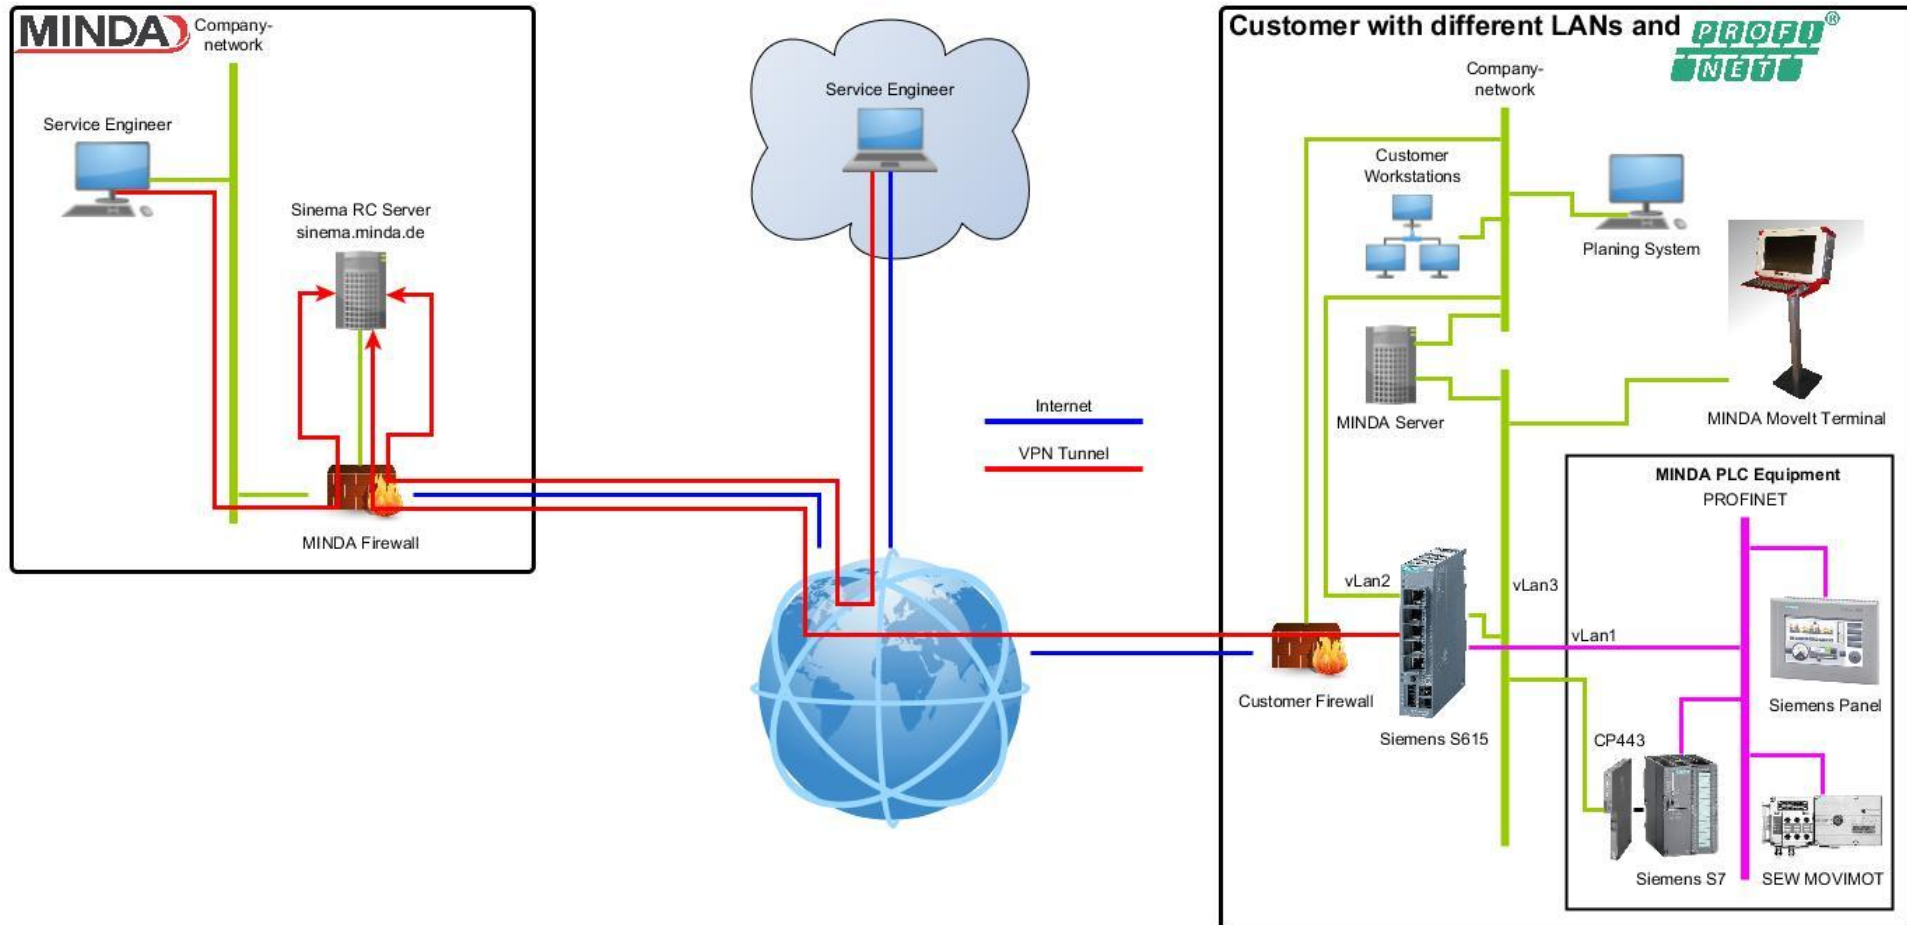 MINDA
Company-
network
Service Engineer
Sinema RC Server
sinema.minda.de
MINDA Firewall
Service Engineer
Internet
VPN Tunnel
Customer with different LANs and
PROFI®
NET
Company-
network
Customer
Workstations
Planing System
MINDA Server
MINDA MoveIt Terminal
vLan2
vLan3
vLan1
Customer Firewall
Siemens S615
MINDA PLC Equipment
PROFINET
Siemens Panel
CP443
Siemens S7
SEW MOVIMOT